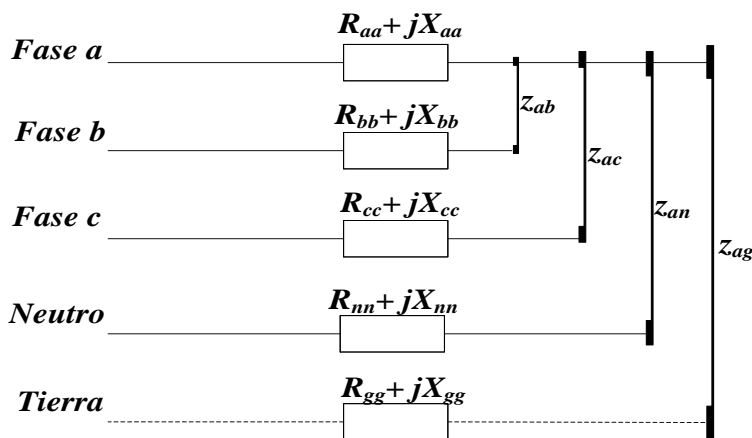 R_aa + jX_aa
Fase a
z_ab
R_bb + jX_bb
Fase b
z_ac
R_cc + jX_cc
Fase c
z_an
z_ag
R_nn + jX_nn
Neutro
R_gg + jX_gg
Tierra